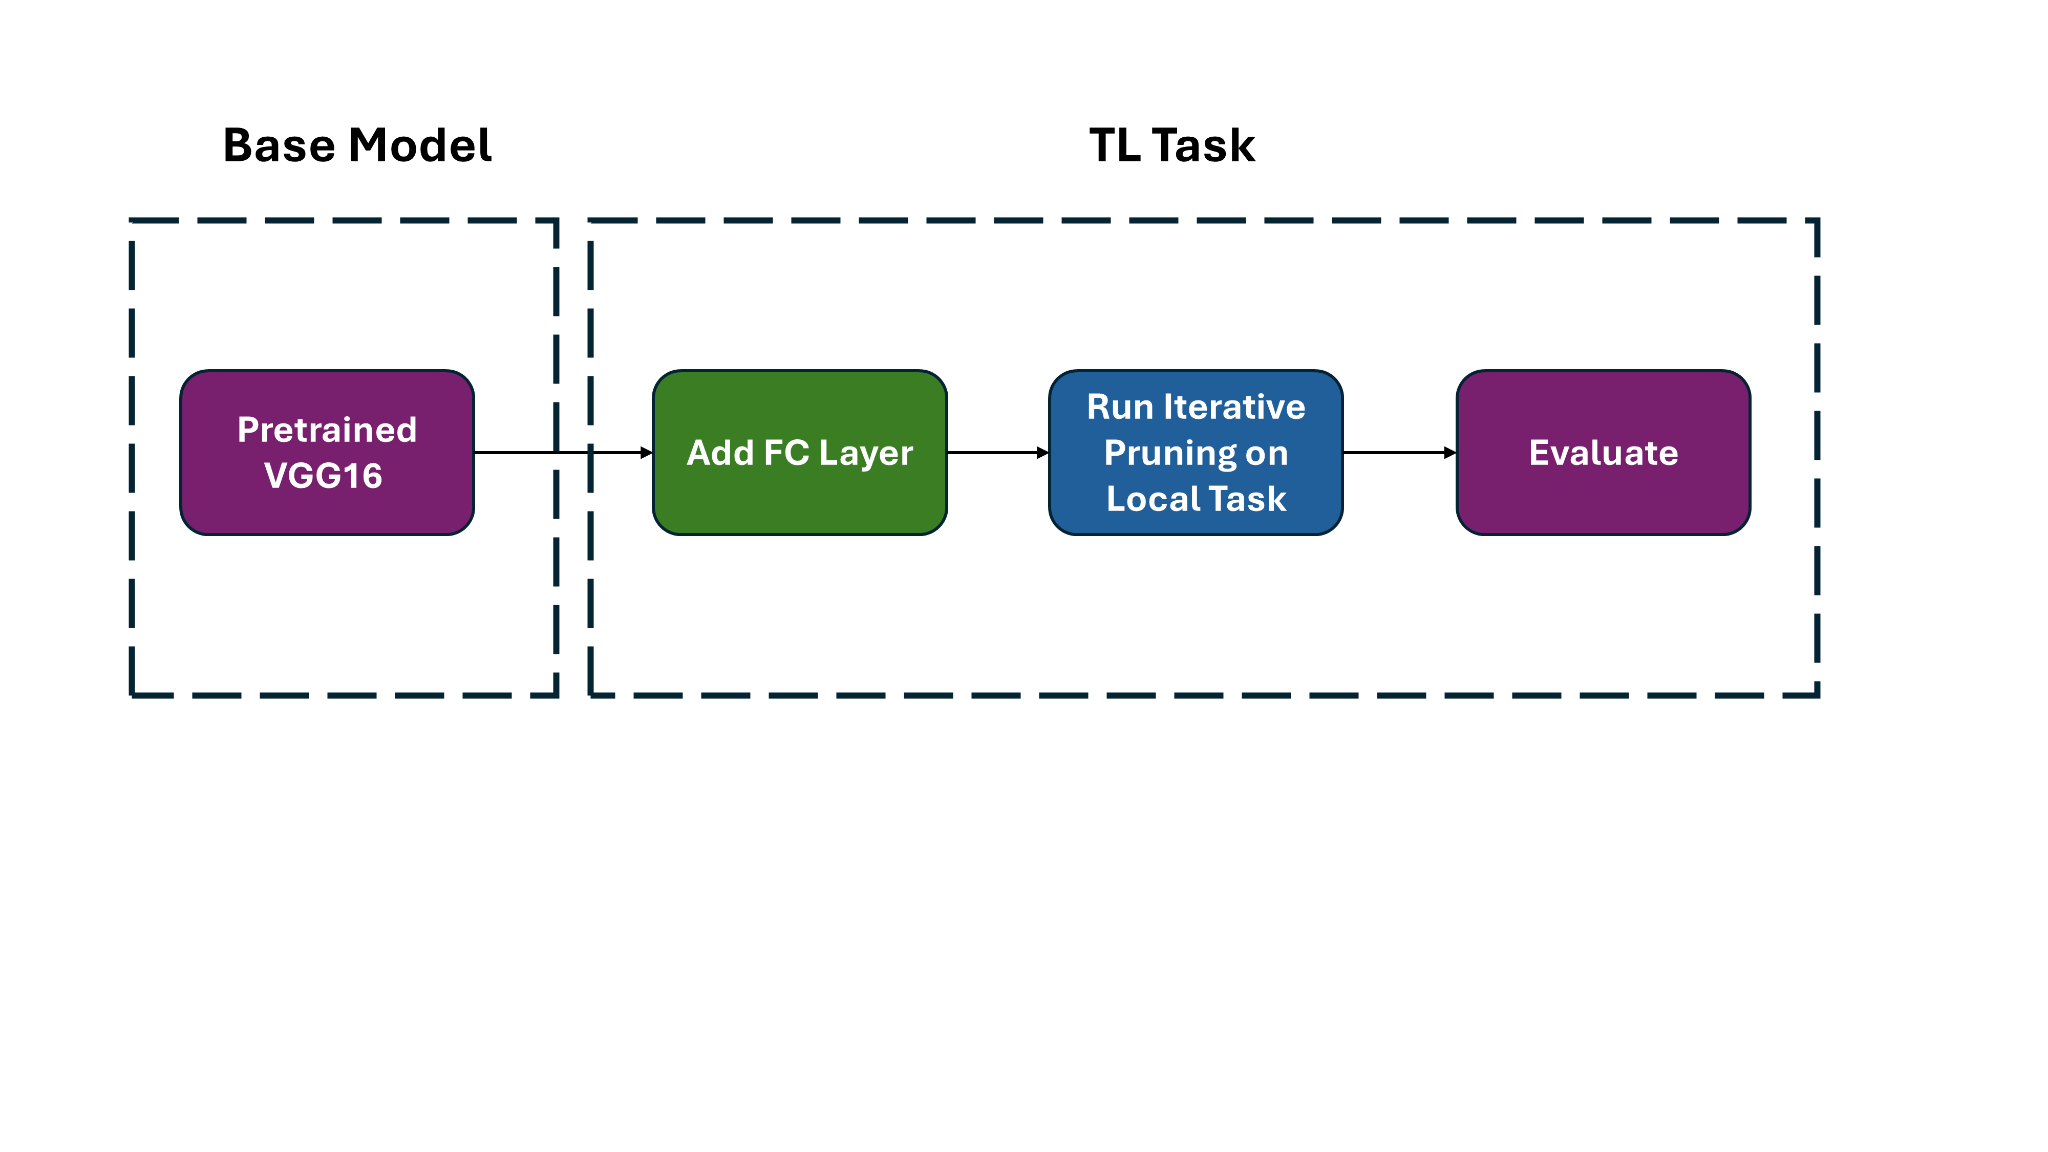 Base Model
TL Task
Pretrained
VGG16
Add FC Layer
Run Iterative
Pruning on
Local Task
Evaluate